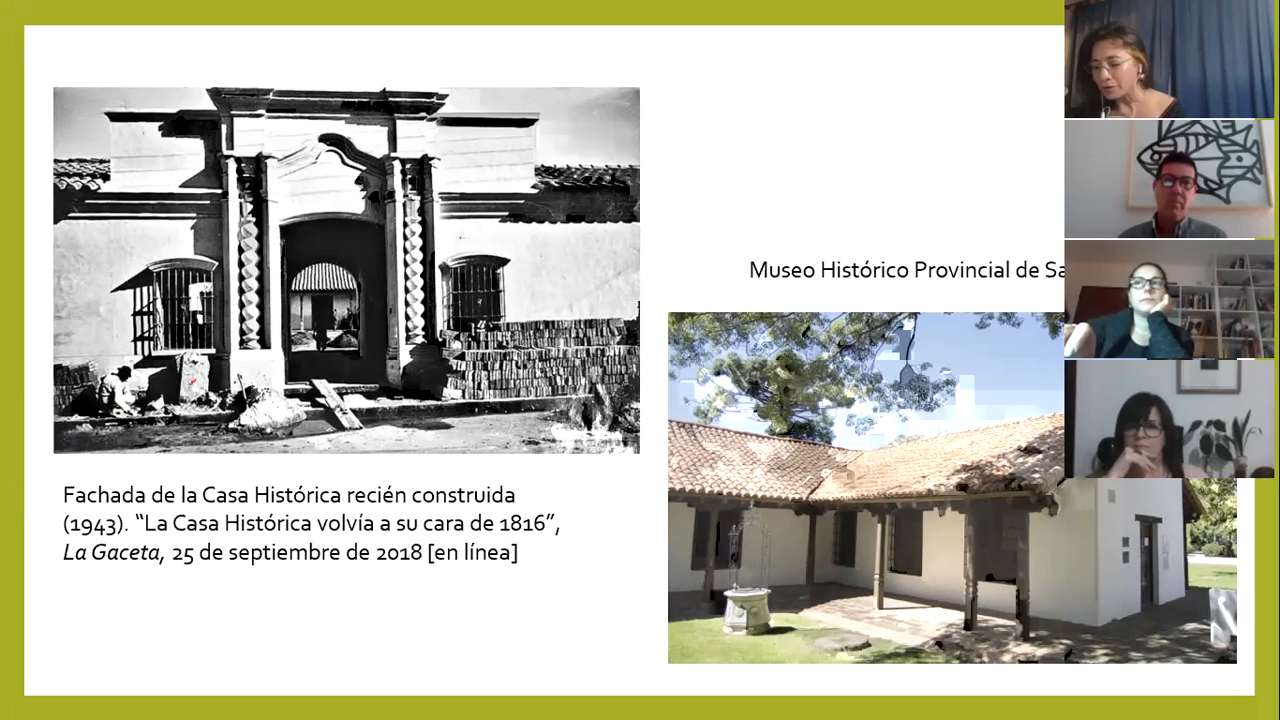 Museo Histórico Provincial de
Fachada de la Casa Histórica recién construida
(1943). “La Casa Histórica volvía a su cara de 1816”,
La Gaceta, 25 de septiembre de 2018 [en línea]